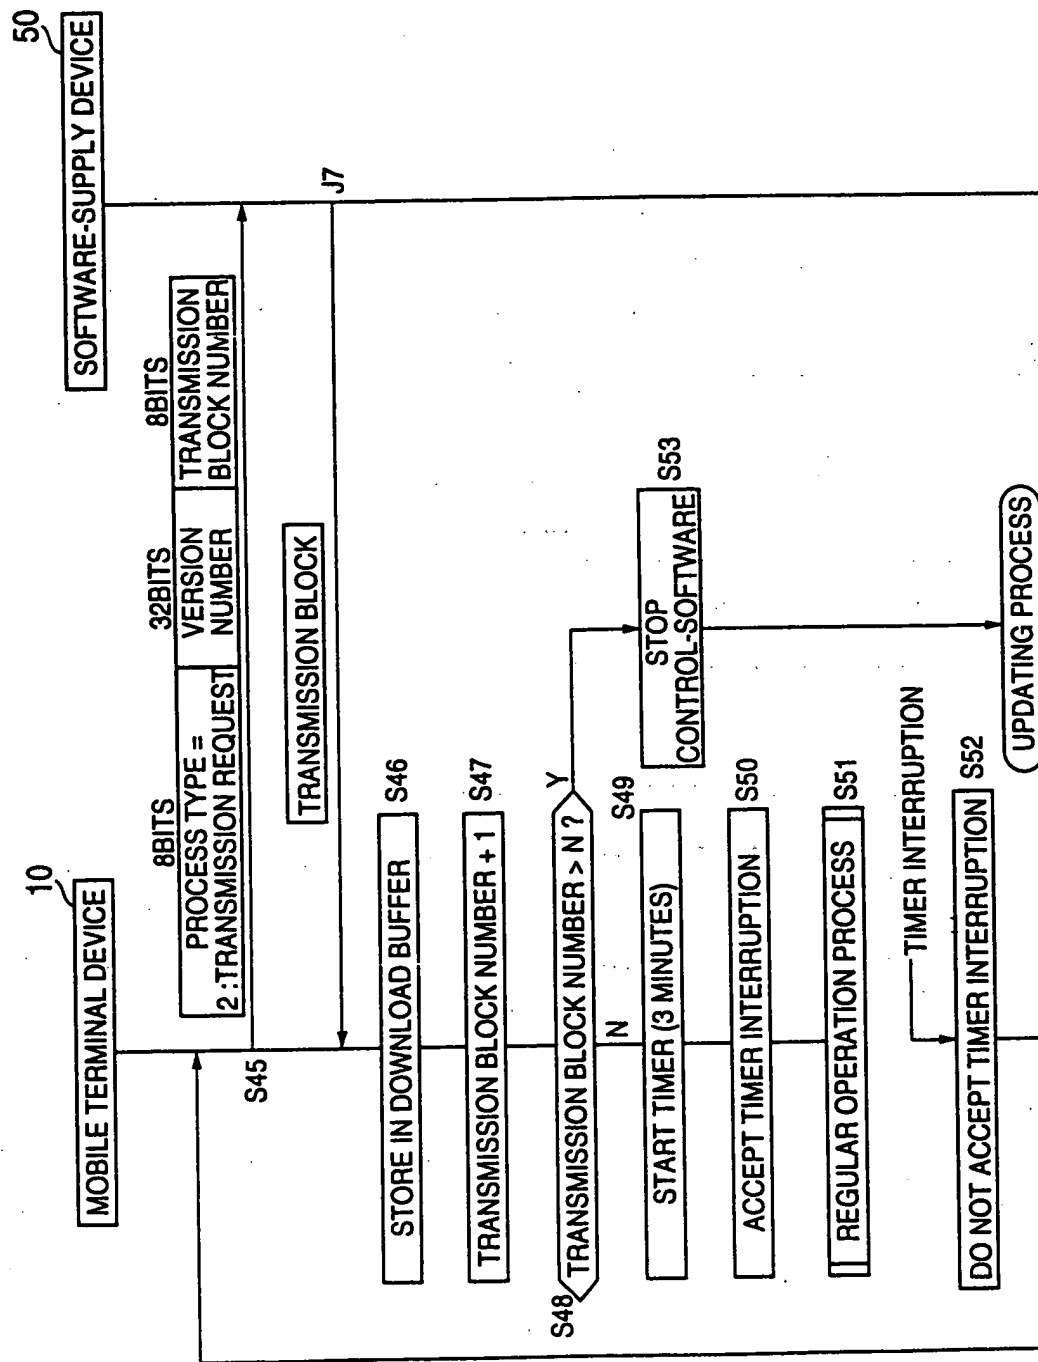 10
MOBILE TERMINAL DEVICE
50
SOFTWARE-SUPPLY DEVICE
8BITS
32BITS
8BITS
PROCESS TYPE =
2 :TRANSMISSION REQUEST
VERSION
NUMBER
TRANSMISSION
BLOCK NUMBER
S45
TRANSMISSION BLOCK
J7
STORE IN DOWNLOAD BUFFER
S46
TRANSMISSION BLOCK NUMBER + 1
S47
S48
TRANSMISSION BLOCK NUMBER > N ?
Y
N
START TIMER (3 MINUTES)
S49
STOP
CONTROL-SOFTWARE
S53
ACCEPT TIMER INTERRUPTION
S50
REGULAR OPERATION PROCESS
S51
TIMER INTERRUPTION
DO NOT ACCEPT TIMER INTERRUPTION
S52
UPDATING PROCESS